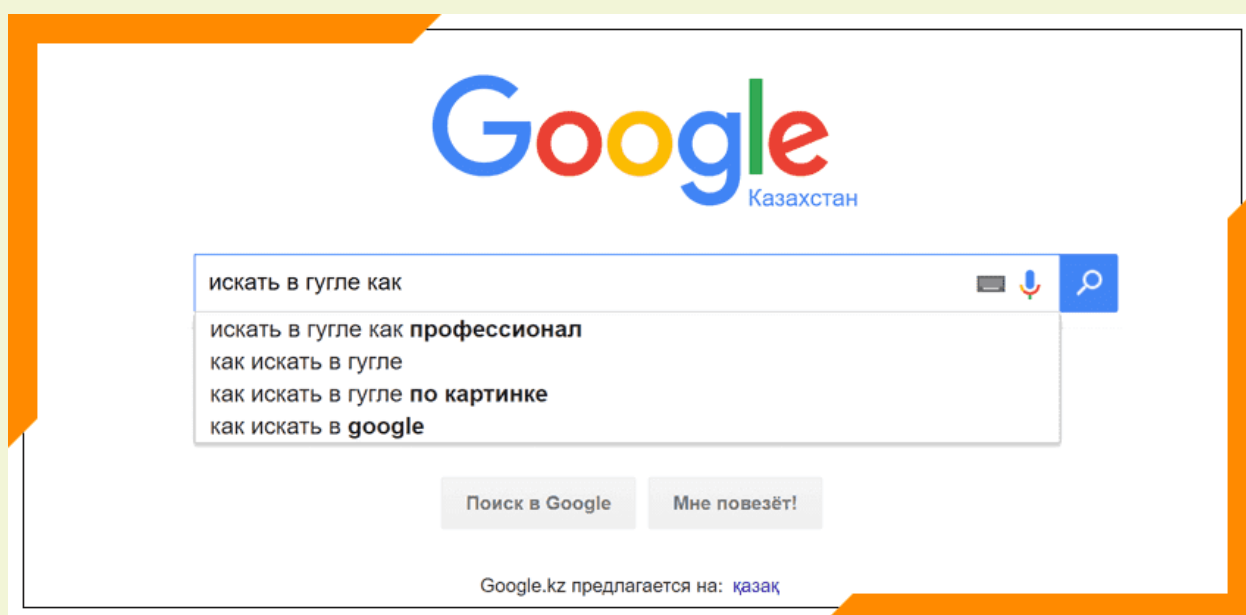 Google
Казахстан
искать в гугле как
искать в гугле как профессионал
как искать в гугле
как искать в гугле по картинке
как искать в google
Поиск в Google Мне повезёт!
Google.kz предлагается на: қазақ